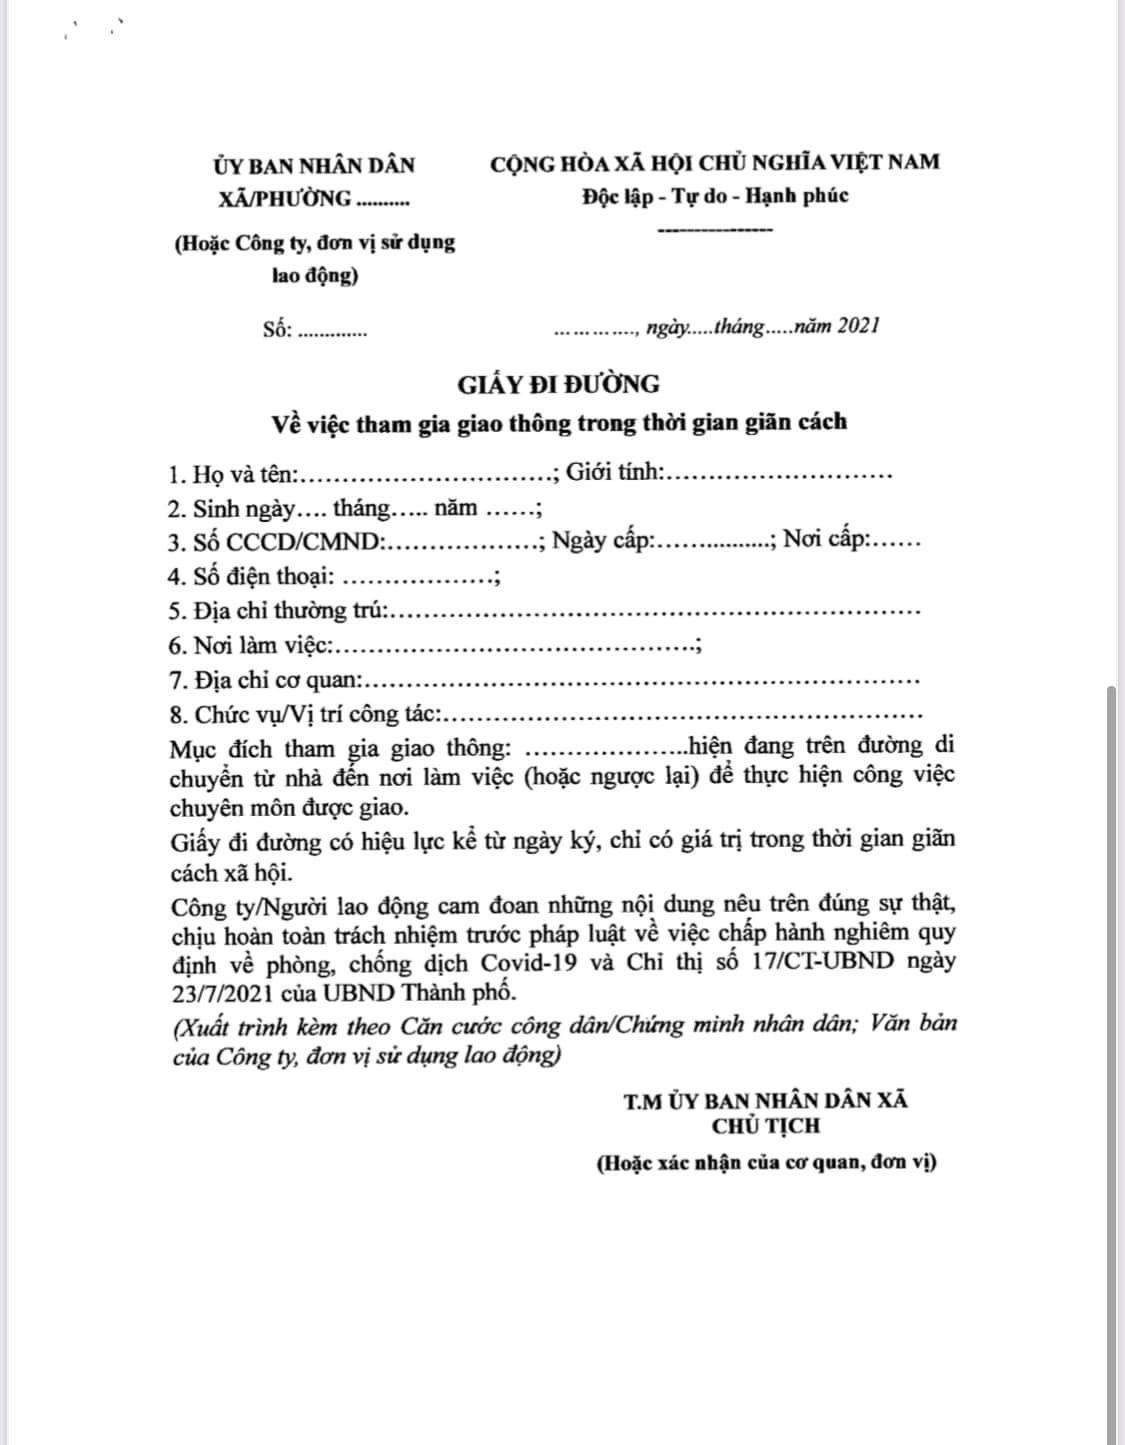 ỦY BAN NHÂN DÂN
XÃ/PHƯỜNG ..........
(Hoặc Công ty, đơn vị sử dụng
lao động)
CỘNG HÒA XÃ HỘI CHỦ NGHĨA VIỆT NAM
Độc lập - Tự do - Hạnh phúc
----------------
Số: .............
…………., ngày.....tháng.....năm 2021
GIẤY ĐI ĐƯỜNG
Về việc tham gia giao thông trong thời gian giãn cách
1. Họ và tên:…………………………; Giới tính:………………………
2. Sinh ngày…. tháng….. năm ……;
3. Số CCCD/CMND:………………; Ngày cấp:……..........; Nơi cấp:……
4. Số điện thoại: ………………;
5. Địa chỉ thường trú:…………………………………………………………
6. Nơi làm việc:………………………………………;
7. Địa chỉ cơ quan:……………………………………………………………
8. Chức vụ/Vị trí công tác:……………………………………………………
Mục đích tham gia giao thông: ………………..hiện đang trên đường di
chuyển từ nhà đến nơi làm việc (hoặc ngược lại) để thực hiện công việc
chuyên môn được giao.
Giấy đi đường có hiệu lực kể từ ngày ký, chỉ có giá trị trong thời gian giãn
cách xã hội.
Công ty/Người lao động cam đoan những nội dung nêu trên đúng sự thật,
chịu hoàn toàn trách nhiệm trước pháp luật về việc chấp hành nghiêm quy
định về phòng, chống dịch Covid-19 và Chỉ thị số 17/CT-UBND ngày
23/7/2021 của UBND Thành phố.
(Xuất trình kèm theo Căn cước công dân/Chứng minh nhân dân; Văn bản
của Công ty, đơn vị sử dụng lao động)
T.M ỦY BAN NHÂN DÂN XÃ
CHỦ TỊCH
(Hoặc xác nhận của cơ quan, đơn vị)